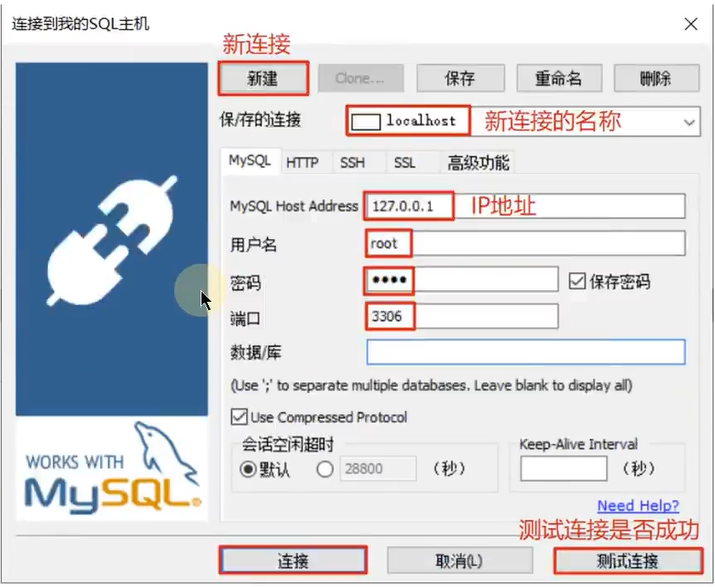 连接到我的SQL主机
新连接
新建 Clone... 保存 重命名 删除
保/存的连接 localhost 新连接的名称
MySQL HTTP SSH SSL 高级功能
MySQL Host Address 127.0.0.1 IP地址
用户名 root
密码 •••• 保存密码
端口 3306
数据/库
(Use ';' to separate multiple databases. Leave blank to display all)
Use Compressed Protocol
会话空闲超时 Keep-Alive Interval
默认 28800 (秒) (秒)
WORKS WITH
MySQL®
Need Help?
测试连接是否成功
连接 取消(L) 测试连接